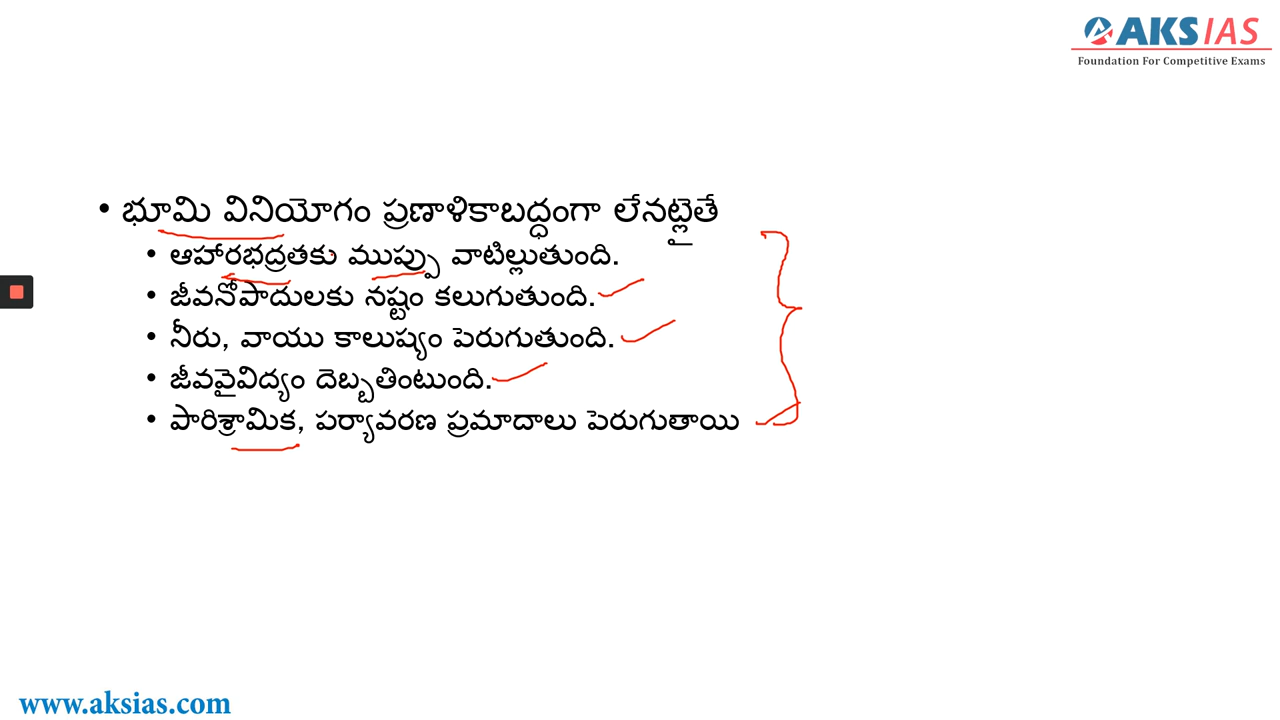 AKS IAS
Foundation For Competitive Exams
• భూమి వినియోగం ప్రణాళికాబద్ధంగా లేనట్లైతే
• ఆహారభద్రతకు ముప్పు వాటిల్లుతుంది.
• జీవనోపాదులకు నష్టం కలుగుతుంది.
• నీరు, వాయు కాలుష్యం పెరుగుతుంది.
• జీవవైవిద్యం దెబ్బతింటుంది.
• పారిశ్రామిక, పర్యావరణ ప్రమాదాలు పెరుగుతాయి
www.aksias.com